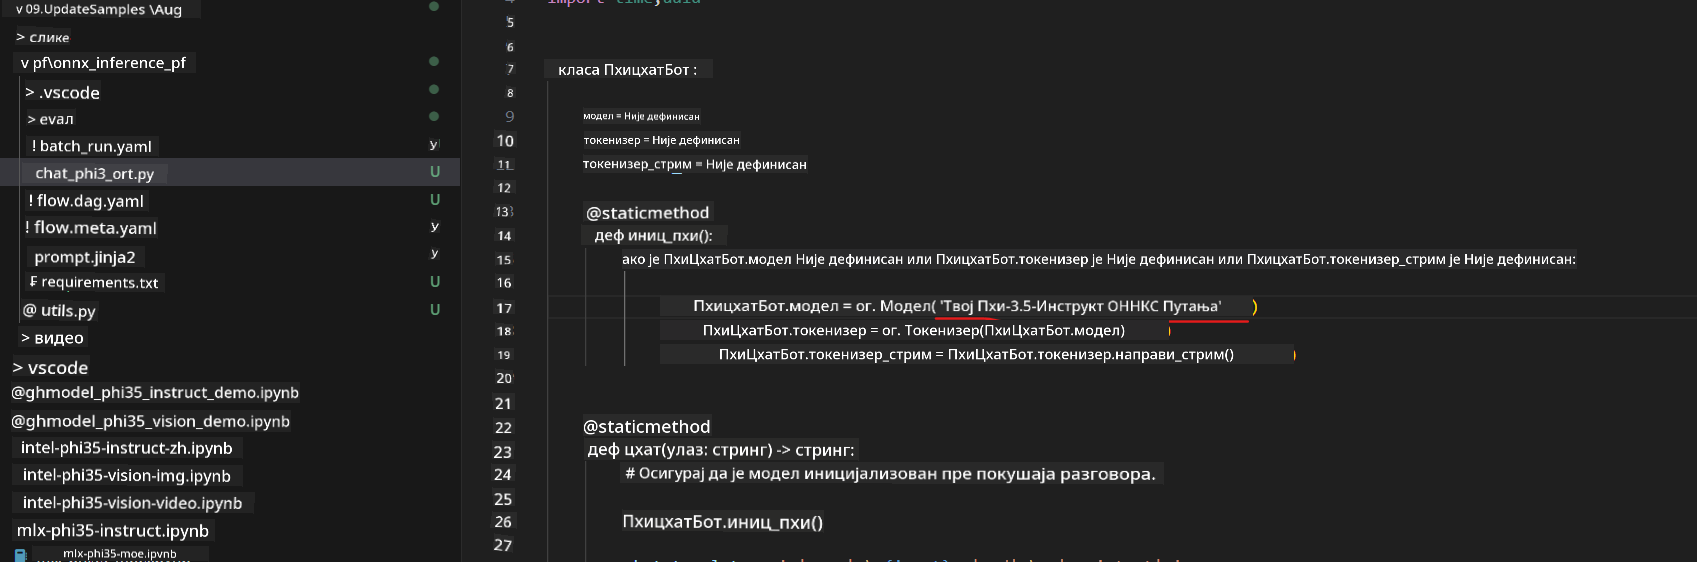 v 09.UpdateSamples \Aug
> слике
v pf\onnx_inference_pf
> .vscode
> евал
! batch_run.yaml У
chat_phi3_ort.py U
! flow.dag.yaml U
! flow.meta.yaml У
prompt.jinja2 У
requirements.txt U
@ utils.py U
> видео
> vscode
@ghmodel_phi35_instruct_demo.ipynb
@ghmodel_phi35_vision_demo.ipynb
intel-phi35-instruct-zh.ipynb
intel-phi35-vision-img.ipynb
intel-phi35-vision-video.ipynb
mlx-phi35-instruct.ipynb
mlx-phi35-moe.ipynb
5
6
7 класа ПхицхатБот :
8
9 модел = Није дефинисан
10 токенизер = Није дефинисан
11 токенизер_стрим = Није дефинисан
12
13 @staticmethod
14 деф иниц_пхи():
15 ако је ПхиЦхатБот.модел Није дефинисан или ПхицхатБот.токенизер је Није дефинисан или ПхицхатБот.токенизер_стрим је Није дефинисан:
16
17 ПхицхатБот.модел = ог. Модел( 'Твој Пхи-3.5-Инструкт ОННКС Путања' )
18 ПхиЦхатБот.токенизер = ог. Токенизер(ПхиЦхатБот.модел)
19 ПхиЦхатБот.токенизер_стрим = ПхиЦхатБот.токенизер.направи_стрим()
20
21
22 @staticmethod
23 деф цхат(улаз: стринг) -> стринг:
24 # Осигурај да је модел иницијализован пре покушаја разговора.
25
26 ПхицхатБот.иниц_пхи()
27